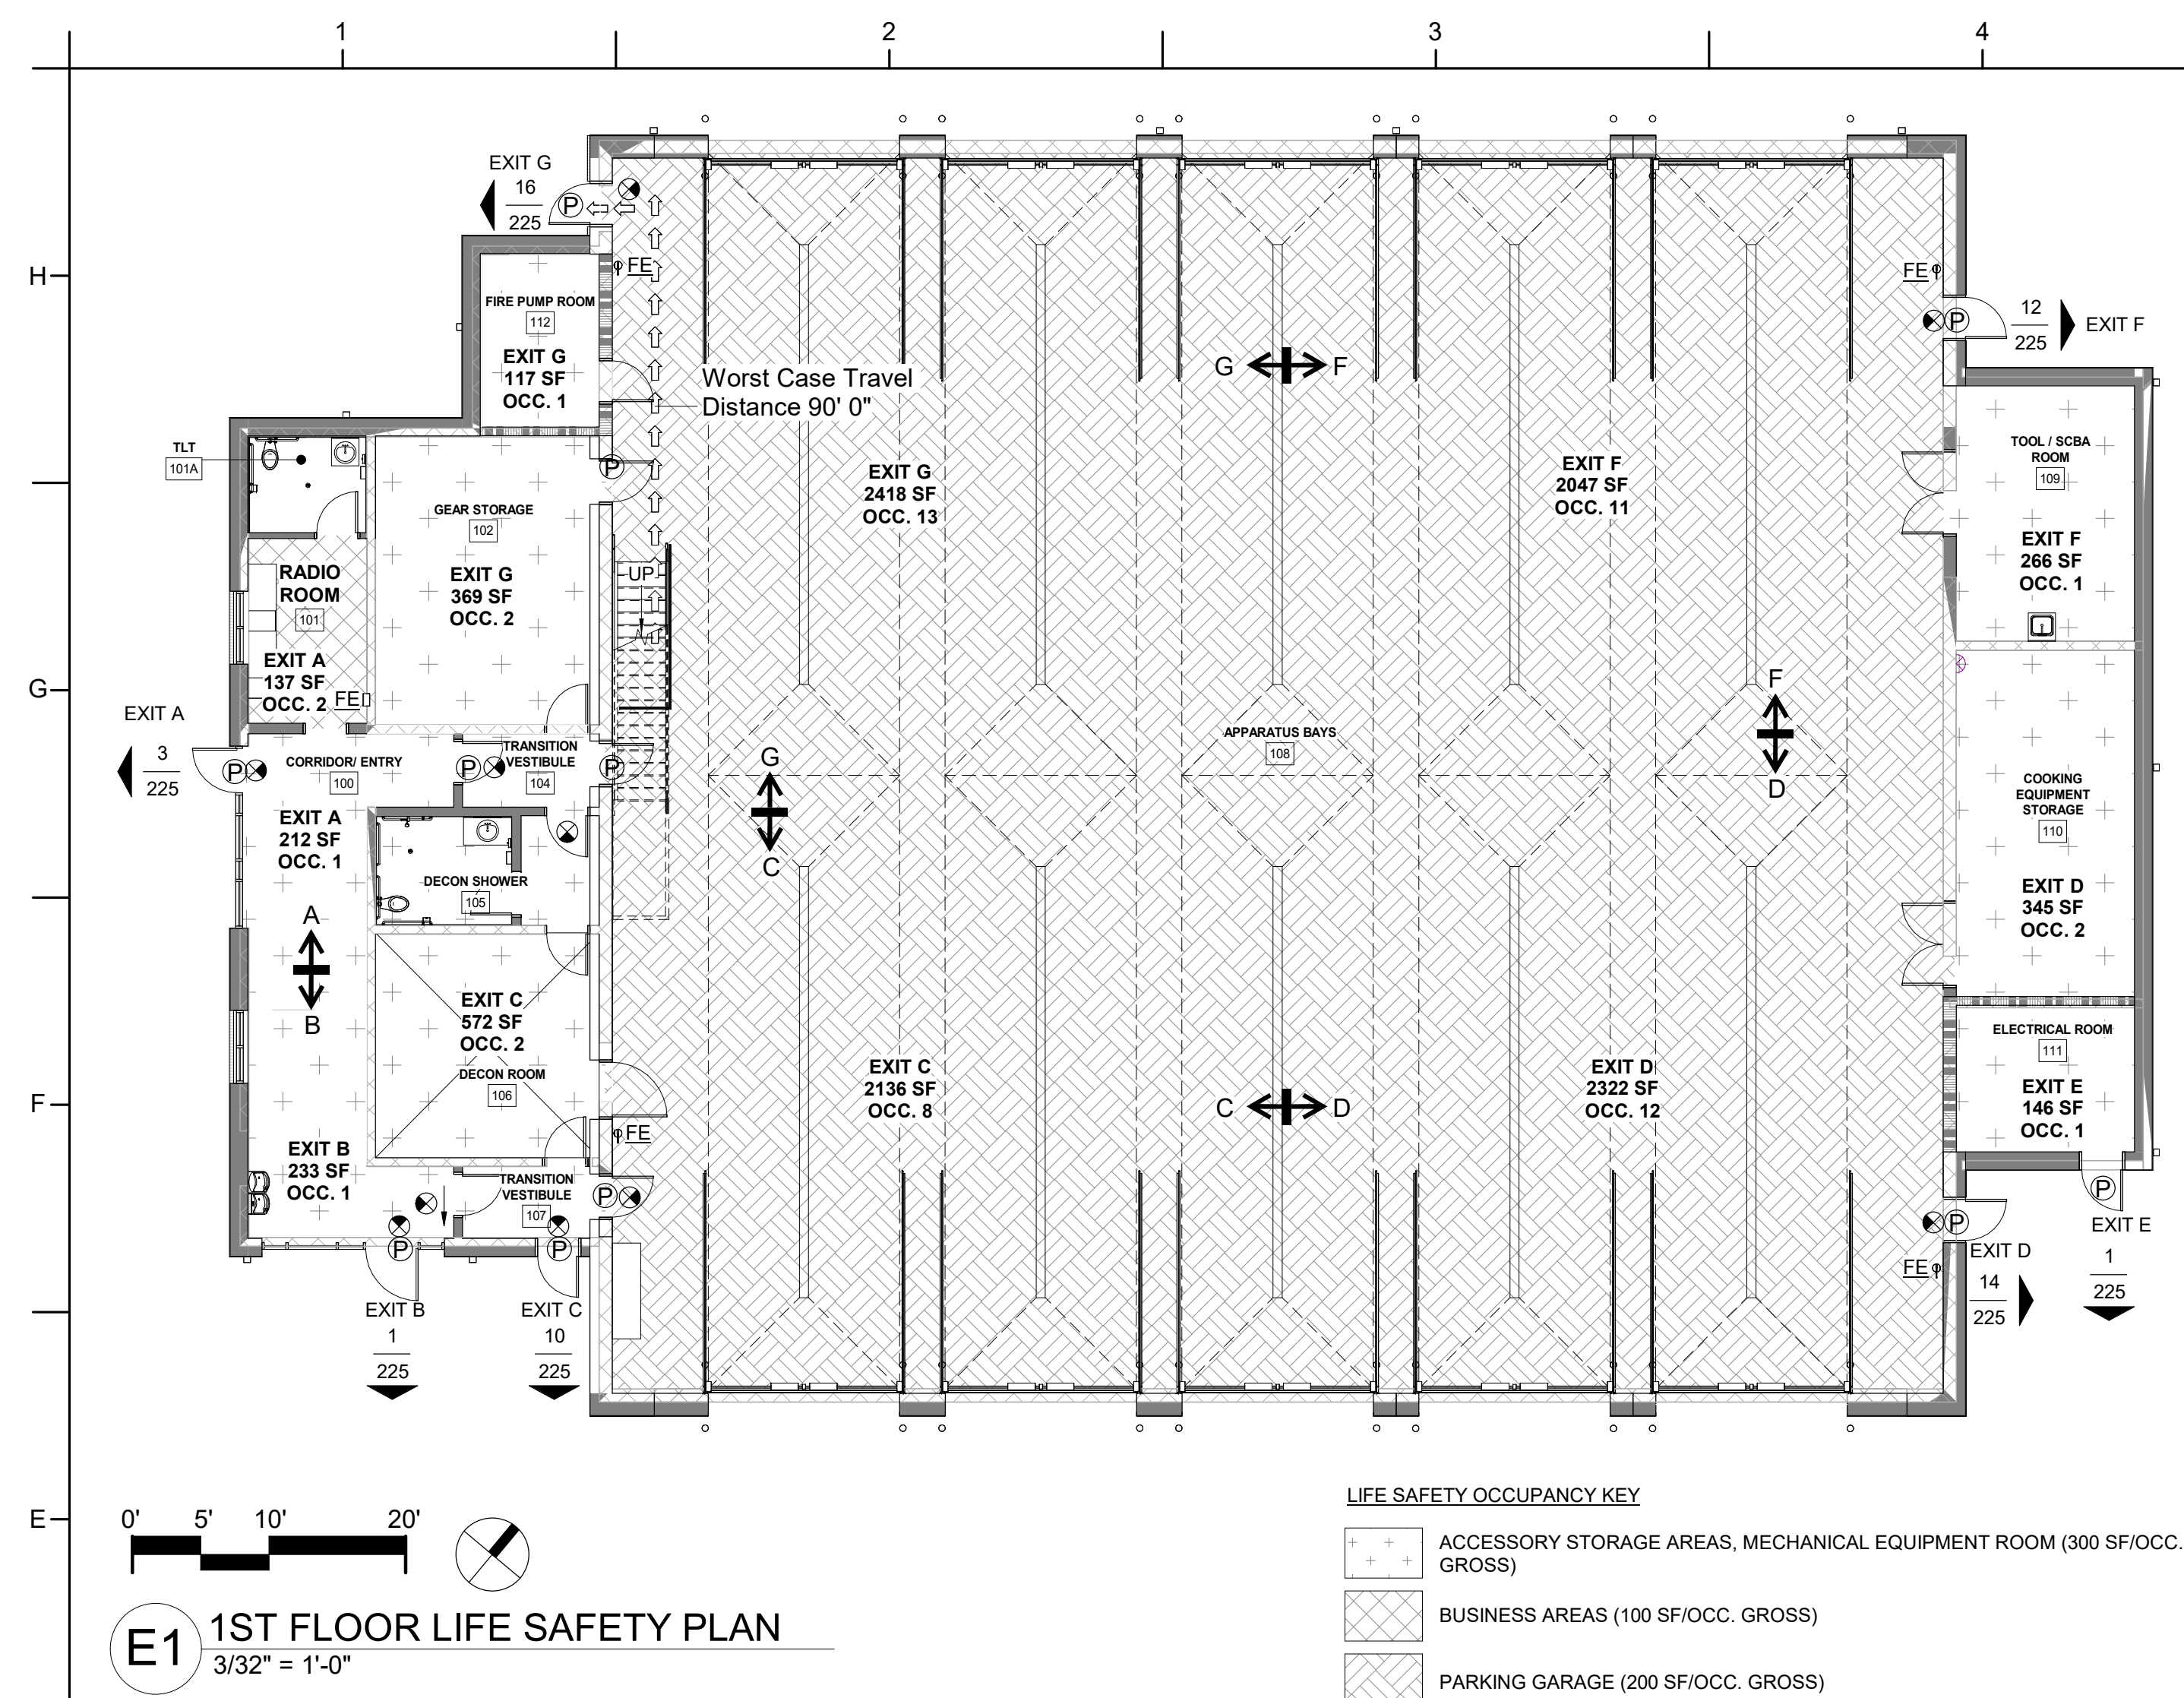 1
2
3
4
H
G
F
E
EXIT G
16
225
P
FE
FIRE PUMP ROOM
112
EXIT G
117 SF
OCC. 1
Worst Case Travel
Distance 90' 0"
G
F
FE
P
12
225
EXIT F
TLT
101A
P
GEAR STORAGE
102
EXIT G
369 SF
OCC. 2
RADIO
ROOM
101
EXIT A
137 SF
OCC. 2
FE
UP
EXIT G
2418 SF
OCC. 13
EXIT F
2047 SF
OCC. 11
TOOL / SCBA
ROOM
109
EXIT F
266 SF
OCC. 1
EXIT A
3
225
P
CORRIDOR/ ENTRY
100
P
TRANSITION
VESTIBULE
104
P
G
C
APPARATUS BAYS
108
F
D
COOKING
EQUIPMENT
STORAGE
110
EXIT D
345 SF
OCC. 2
EXIT A
212 SF
OCC. 1
DECON SHOWER
105
A
B
EXIT C
572 SF
OCC. 2
DECON ROOM
106
FE
EXIT C
2136 SF
OCC. 8
C
D
EXIT D
2322 SF
OCC. 12
ELECTRICAL ROOM
111
EXIT E
146 SF
OCC. 1
EXIT B
233 SF
OCC. 1
TRANSITION
VESTIBULE
107
P
P
P
P
P
EXIT E
1
225
EXIT D
14
225
FE
EXIT B
1
225
EXIT C
10
225
0'
5'
10'
20'
E1
1ST FLOOR LIFE SAFETY PLAN
3/32" = 1'-0"
LIFE SAFETY OCCUPANCY KEY
ACCESSORY STORAGE AREAS, MECHANICAL EQUIPMENT ROOM (300 SF/OCC.
GROSS)
BUSINESS AREAS (100 SF/OCC. GROSS)
PARKING GARAGE (200 SF/OCC. GROSS)